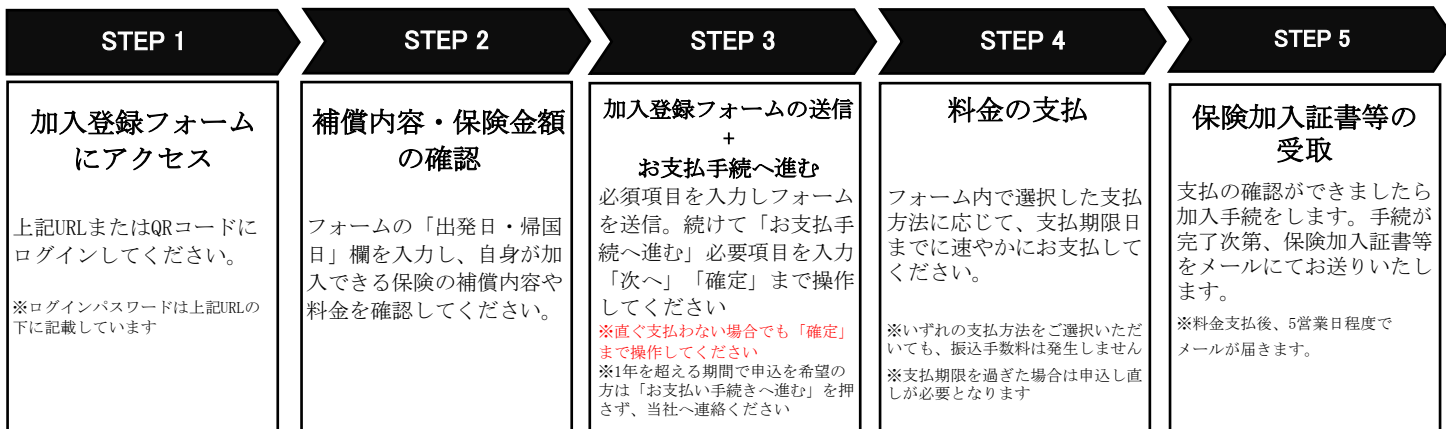 STEP 1
加入登録フォーム
にアクセス
上記URLまたはQRコードに
ログインしてください。
※ログインパスワードは上記URLの
下に記載しています
STEP 2
補償内容・保険金額
の確認
フォームの「出発日・帰国
日」欄を入力し、自身が加
入できる保険の補償内容や
料金を確認してください。
STEP 3
加入登録フォームの送信
+
お支払手続へ進む
必須項目を入力しフォーム
を送信。続けて「お支払手
続へ進む」必要項目を入力
「次へ」「確定」まで操作
してください
※直ぐ支払わない場合でも「確定」
まで操作してください
※1年を超える期間で申込を希望の
方は「お支払い手続きへ進む」を押
さず、当社へ連絡ください
STEP 4
料金の支払
フォーム内で選択した支払
方法に応じて、支払期限日
までに速やかにお支払して
ください。
※いずれの支払方法をご選択いただ
いても、振込手数料は発生しません
※支払期限を過ぎた場合は申込し直
しが必要となります
STEP 5
保険加入証書等の
受取
支払の確認ができましたら
加入手続をします。手続が
完了次第、保険加入証書等
をメールにてお送りいたし
ます。
※料金支払後、5営業日程度で
メールが届きます。